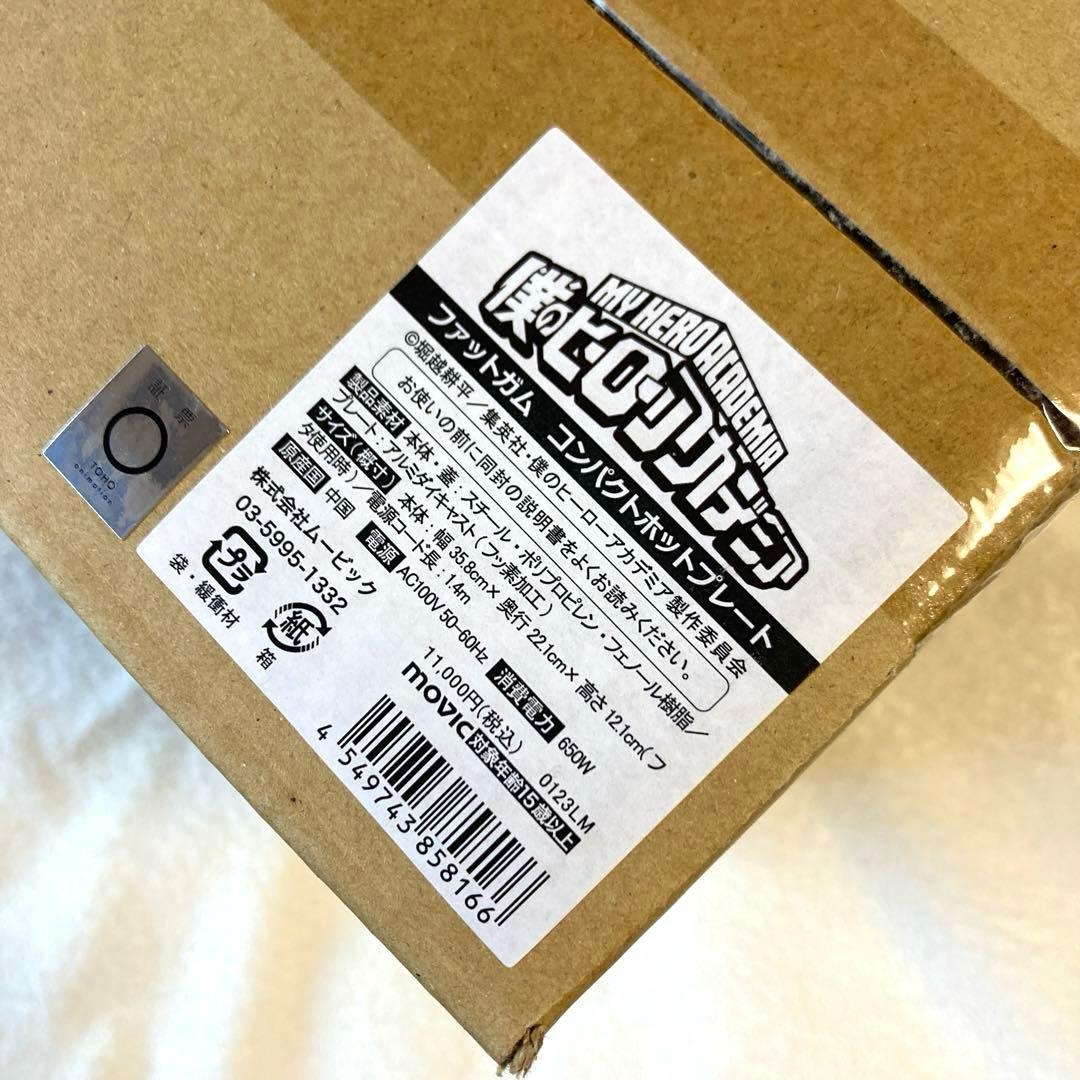 MY HERO ACADEMIA
僕のヒーローアカデミア
ファットガム コンパクトホットプレート
©堀越耕平／集英社・僕のヒーローアカデミア製作委員会
お使いの前に同封の説明書をよくお読みください。
製品素材 本体・蓋：スチール・ポリプロピレン・フェノール樹脂／
プレート：アルミダイキャスト（フッ素加工）
サイズ（概寸） 本体：幅 35.8cm× 奥行 22.1cm× 高さ 12.1cm（フ
タ使用時）／電源コード長：1.4m
原産国 中国 電源 AC100V 50-60Hz 消費電力 650W
株式会社ムービック
03-5995-1332
11,000円(税込) 0123LM
movic 対象年齢15歳以上
プラ
袋・緩衝材
紙
箱
4 549743 858166
証票
TOHO
animation